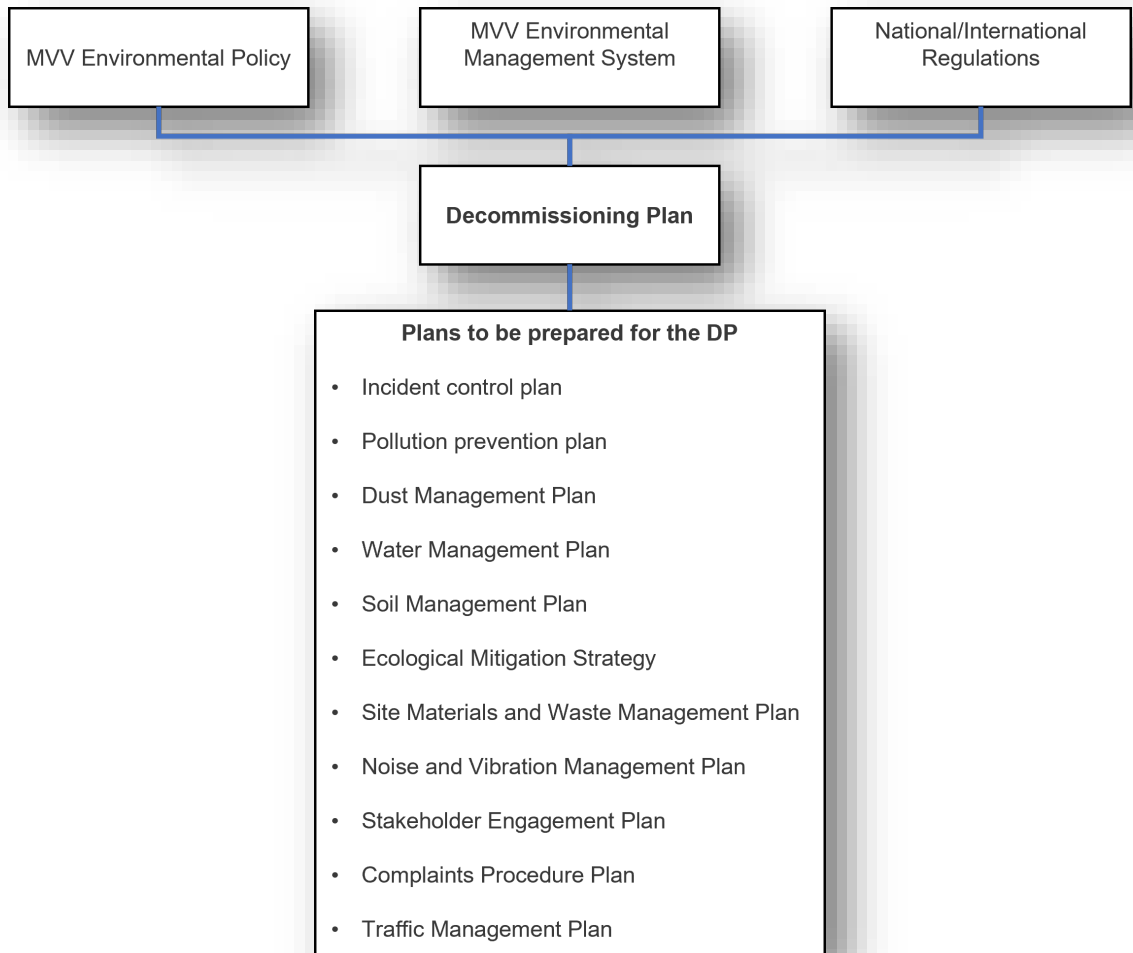 MVV Environmental Policy
MVV Environmental
Management System
National/International
Regulations
Decommissioning Plan
Plans to be prepared for the DP
• Incident control plan
• Pollution prevention plan
• Dust Management Plan
• Water Management Plan
• Soil Management Plan
• Ecological Mitigation Strategy
• Site Materials and Waste Management Plan
• Noise and Vibration Management Plan
• Stakeholder Engagement Plan
• Complaints Procedure Plan
• Traffic Management Plan